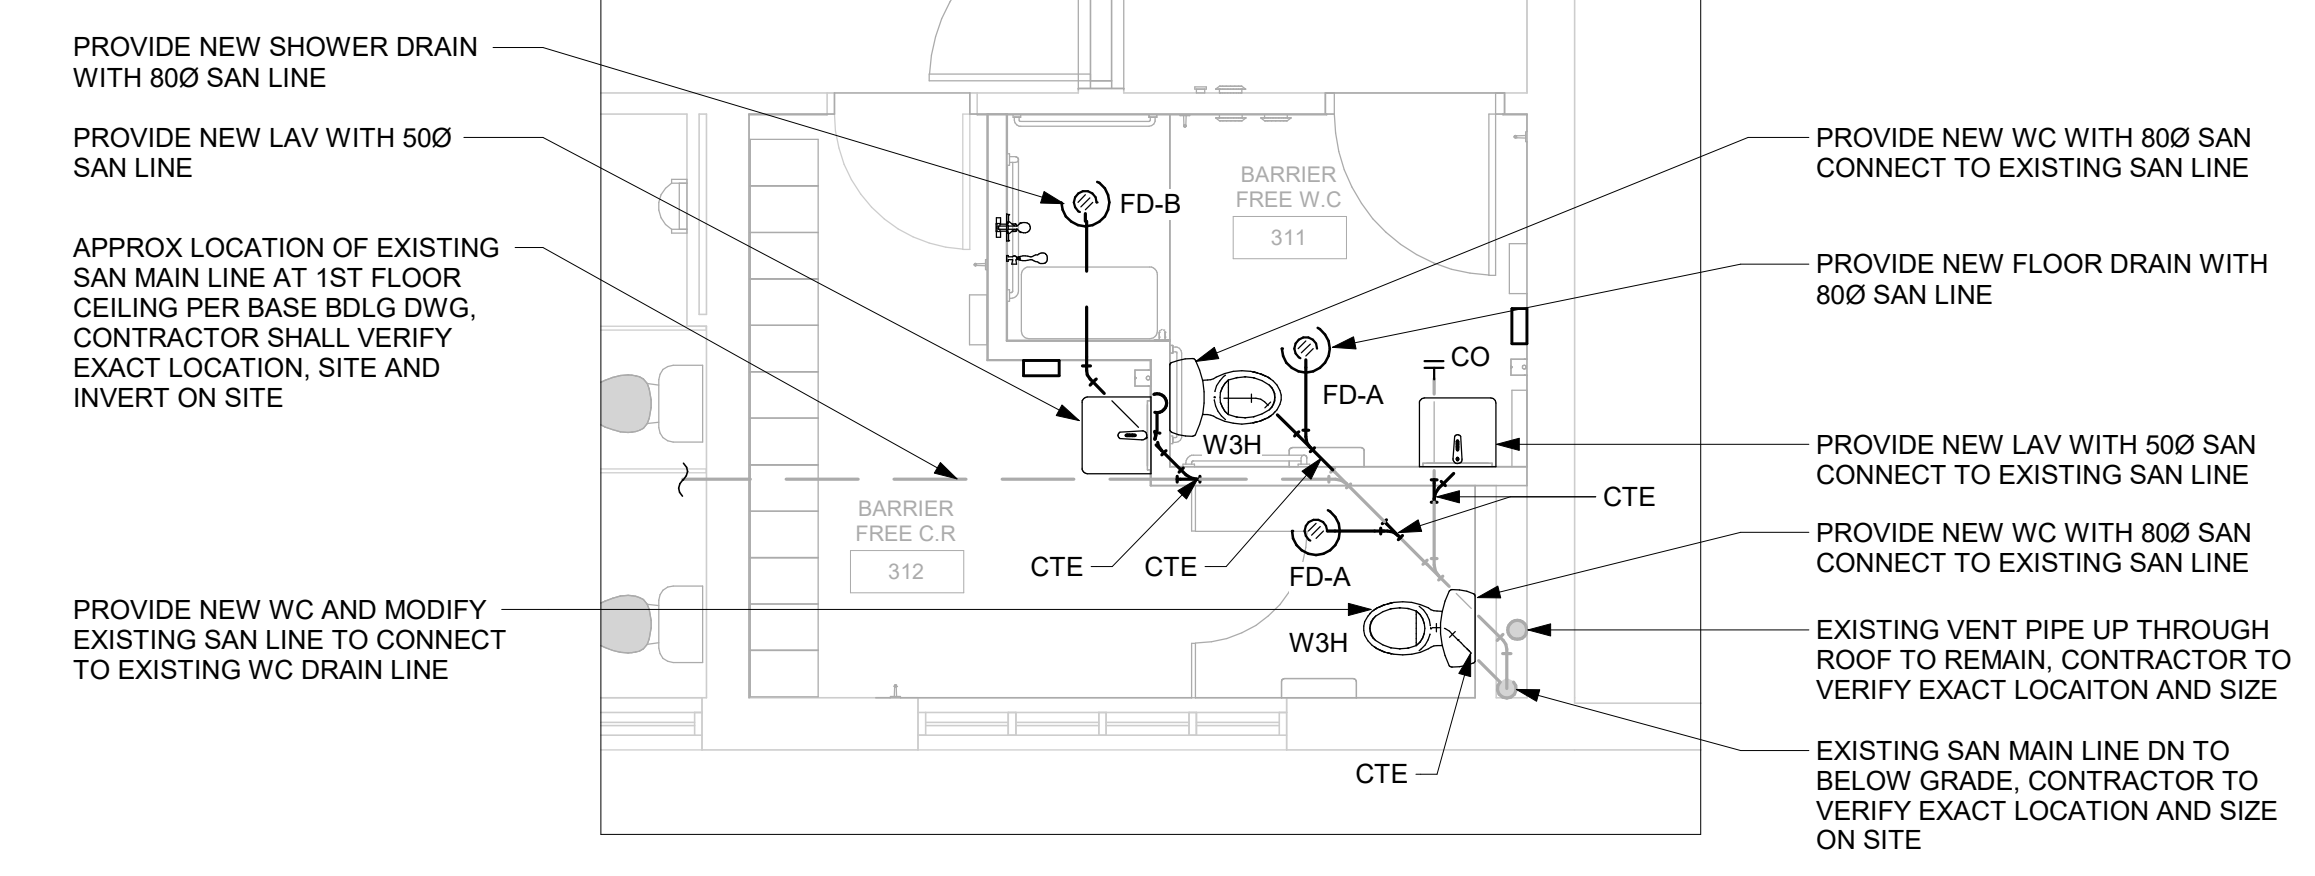 PROVIDE NEW SHOWER DRAIN
WITH 80Ø SAN LINE
PROVIDE NEW LAV WITH 50Ø
SAN LINE
APPROX LOCATION OF EXISTING
SAN MAIN LINE AT 1ST FLOOR
CEILING PER BASE BDLG DWG,
CONTRACTOR SHALL VERIFY
EXACT LOCATION, SITE AND
INVERT ON SITE
PROVIDE NEW WC AND MODIFY
EXISTING SAN LINE TO CONNECT
TO EXISTING WC DRAIN LINE
FD-B
BARRIER
FREE W.C
311
CO
FD-A
W3H
BARRIER
FREE C.R
312
CTE
CTE
CTE
FD-A
W3H
CTE
PROVIDE NEW WC WITH 80Ø SAN
CONNECT TO EXISTING SAN LINE
PROVIDE NEW FLOOR DRAIN WITH
80Ø SAN LINE
PROVIDE NEW LAV WITH 50Ø SAN
CONNECT TO EXISTING SAN LINE
PROVIDE NEW WC WITH 80Ø SAN
CONNECT TO EXISTING SAN LINE
EXISTING VENT PIPE UP THROUGH
ROOF TO REMAIN, CONTRACTOR TO
VERIFY EXACT LOCAITON AND SIZE
EXISTING SAN MAIN LINE DN TO
BELOW GRADE, CONTRACTOR TO
VERIFY EXACT LOCATION AND SIZE
ON SITE